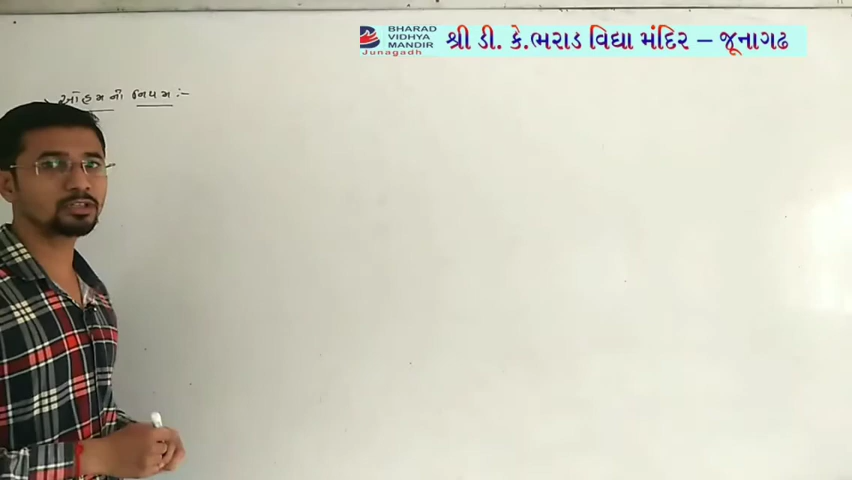 BHARAD
VIDHYA
MANDIR
Junagadh
શ્રી ડી. કે.ભરાડ વિદ્યા મંદિર – જૂનાગઢ
ઓહમ નો નિયમ :-